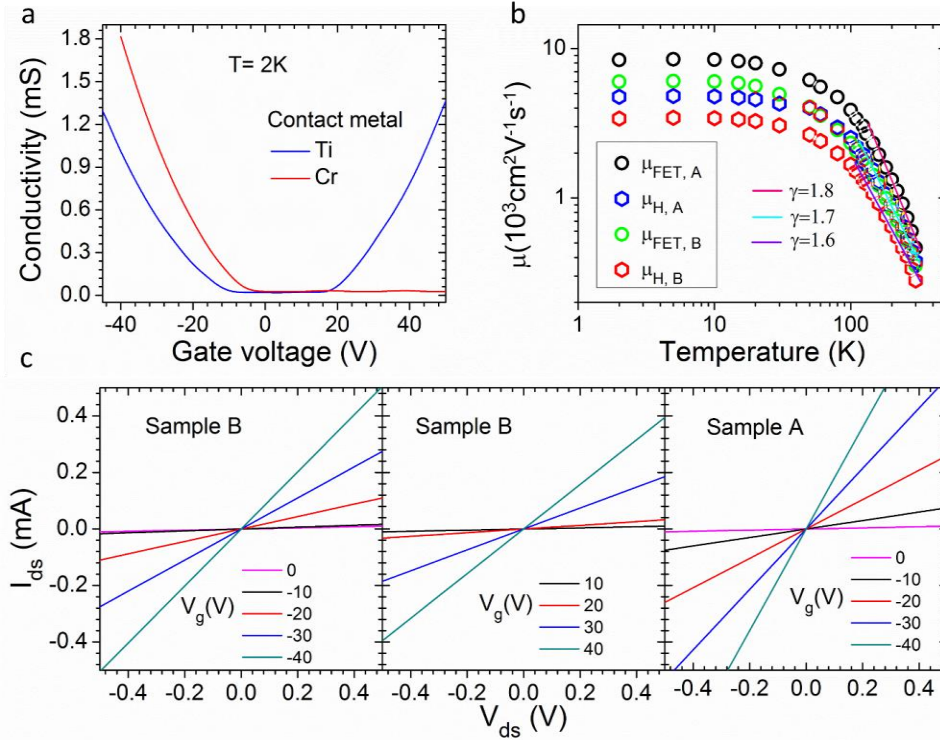 a
1.8
1.5
1.2
0.9
0.6
0.3
0.0
Conductivity (mS)
T= 2K
Contact metal
Ti
Cr
-40 -20 0 20 40
Gate voltage (V)
b
10
1
μ(10³cm²V⁻¹s⁻¹)
μFET, A
μH, A
μFET, B
μH, B
γ=1.8
γ=1.7
γ=1.6
1 10 100
Temperature (K)
c
0.4
0.2
0.0
-0.2
-0.4
Ids (mA)
Sample B
Vg(V)
0
-10
-20
-30
-40
-0.4 -0.2 0.0 0.2 0.4
Sample B
Vg(V)
10
20
30
40
-0.4 -0.2 0.0 0.2 0.4
Sample A
Vg(V)
0
-10
-20
-30
-40
-0.4 -0.2 0.0 0.2 0.4
Vds (V)